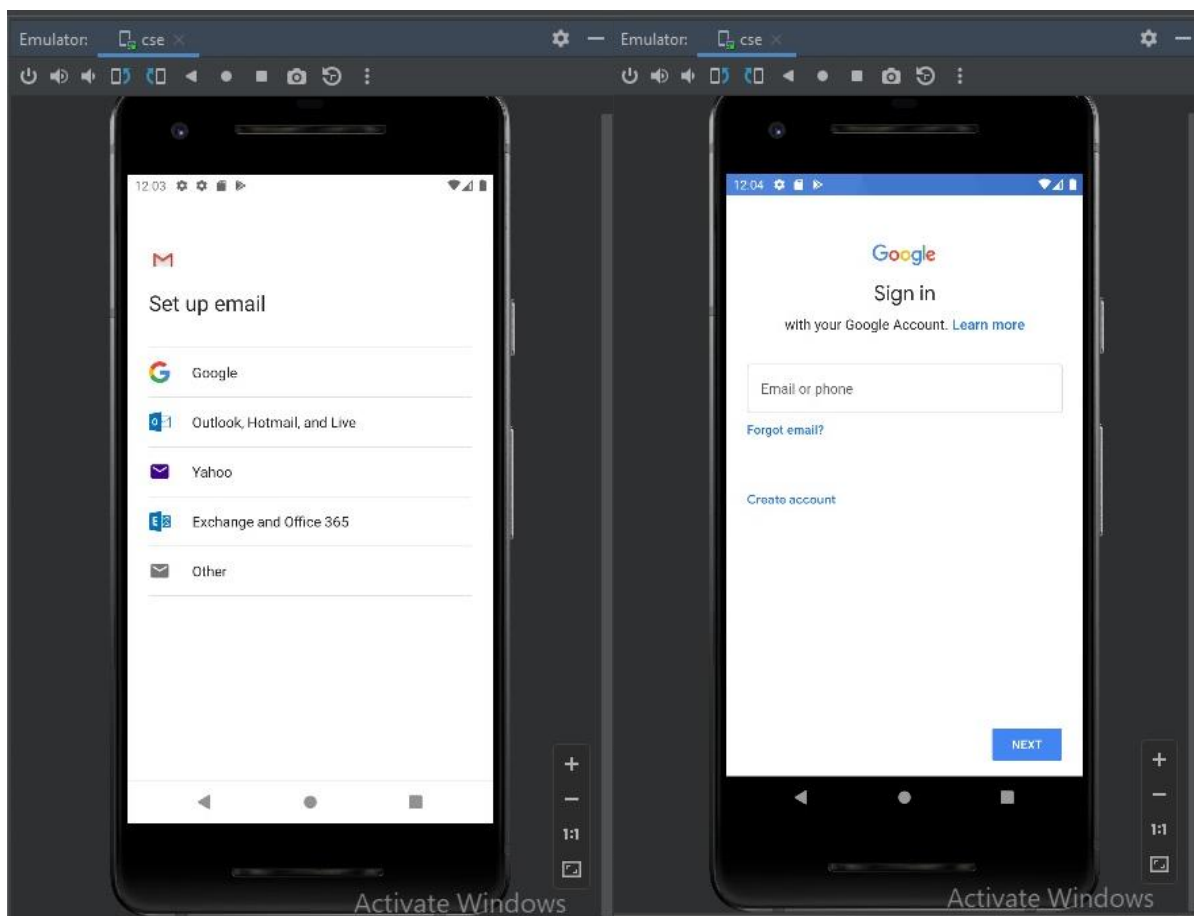 Emulator: cse
12:03
Set up email
Google
Outlook, Hotmail, and Live
Yahoo
Exchange and Office 365
Other
1:1
Activate Windows
Emulator: cse
12:04
Google
Sign in
with your Google Account. Learn more
Email or phone
Forgot email?
Create account
NEXT
1:1
Activate Windows